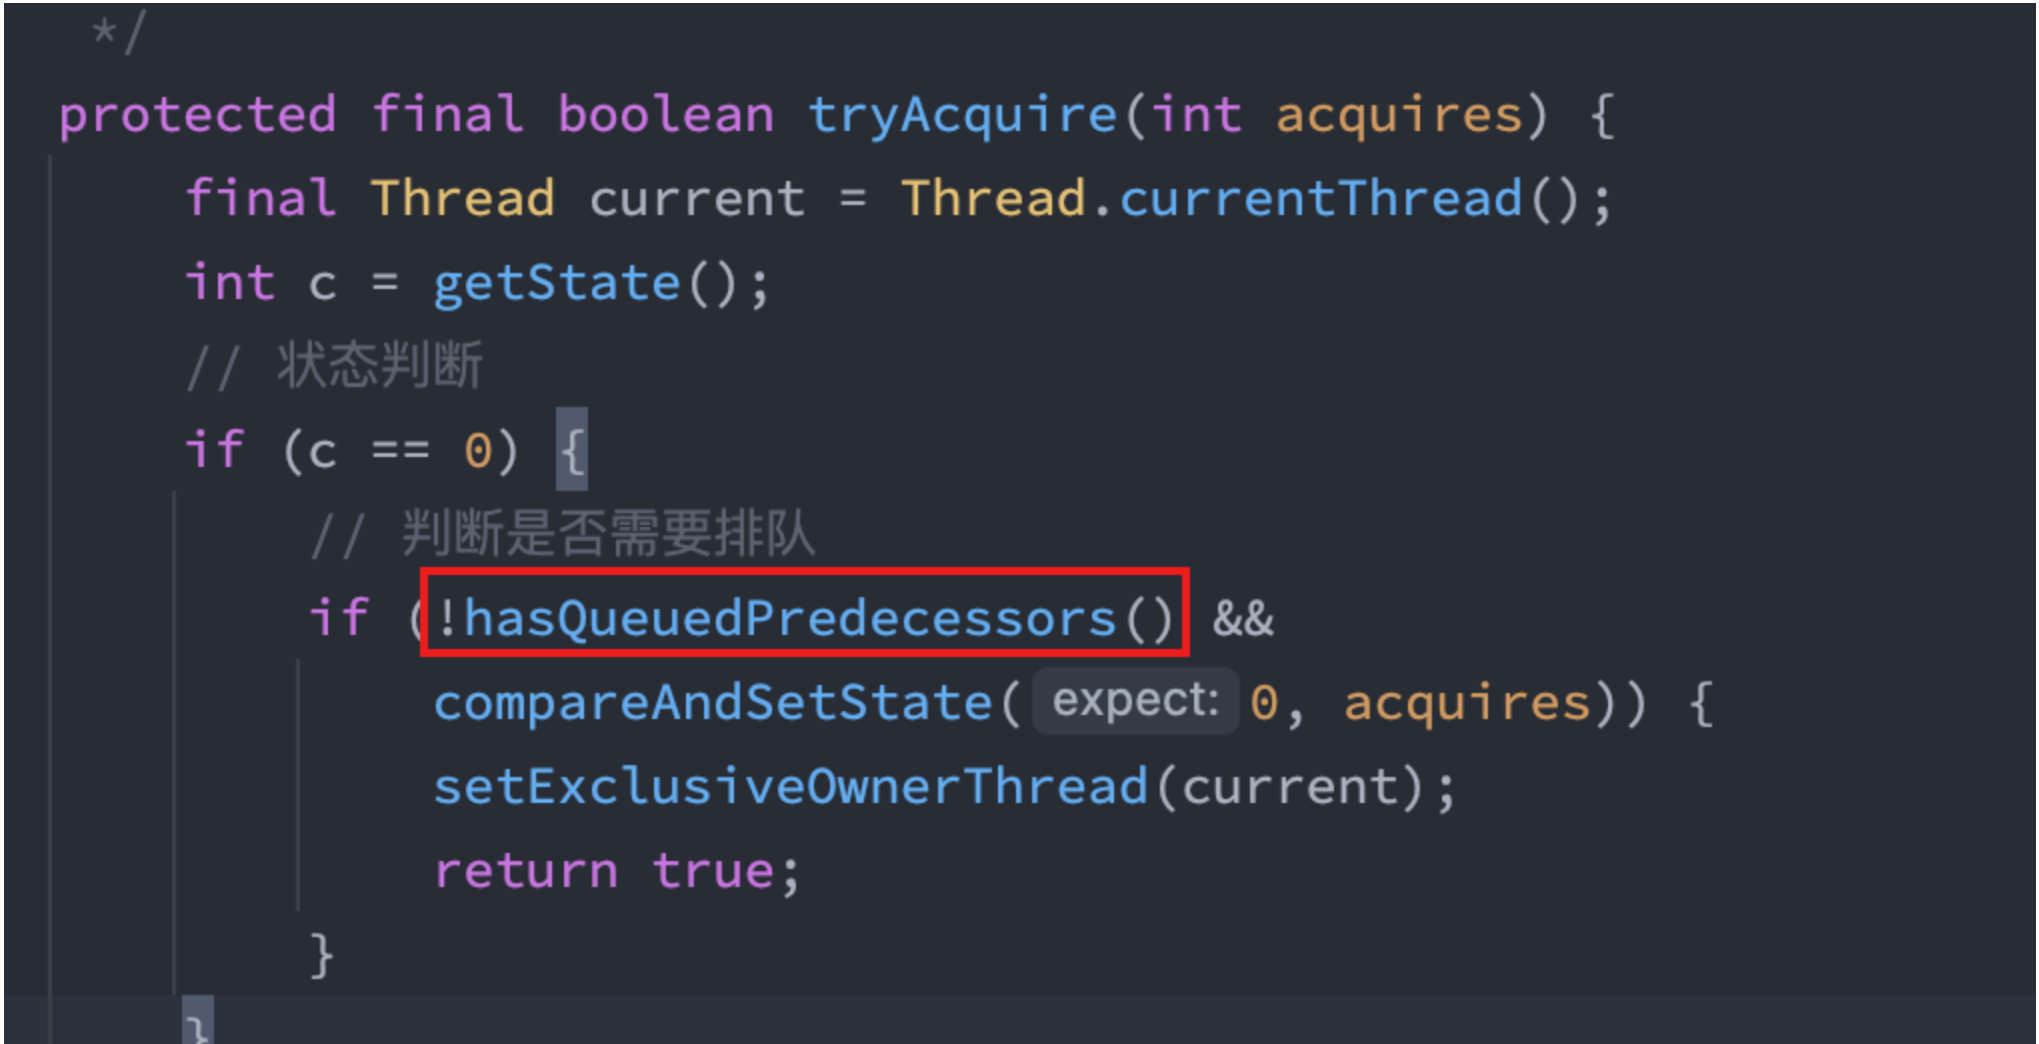 */
protected final boolean tryAcquire(int acquires) {
final Thread current = Thread.currentThread();
int c = getState();
// 状态判断
if (c == 0) {
// 判断是否需要排队
if (!hasQueuedPredecessors() &&
compareAndSetState( expect: 0, acquires)) {
setExclusiveOwnerThread(current);
return true;
}
}